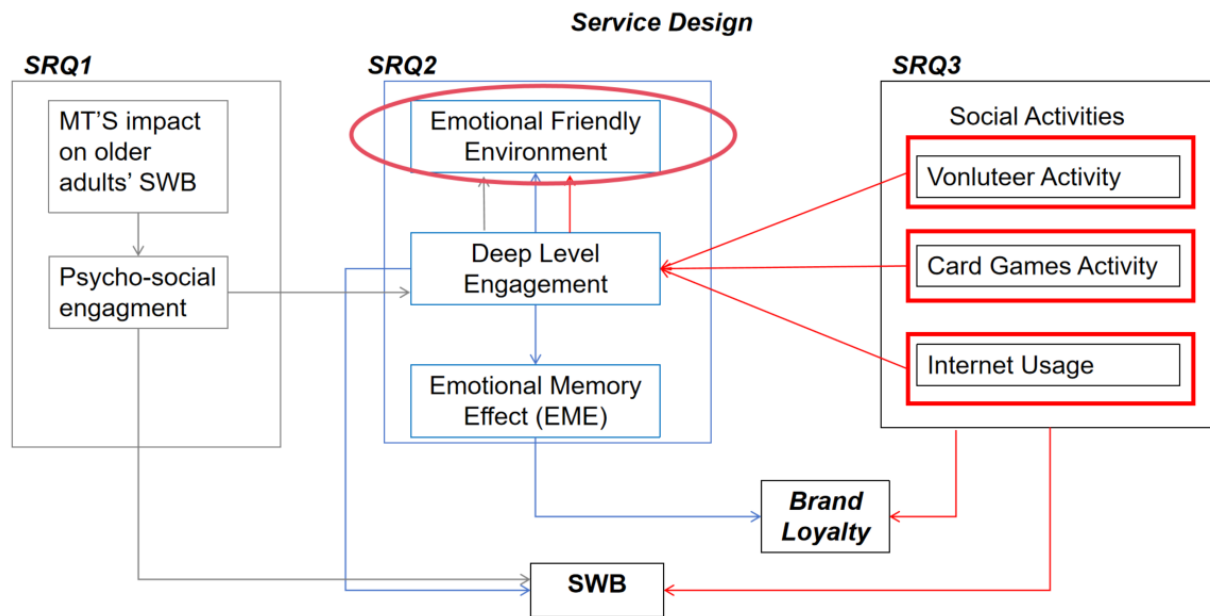 Service Design
SRQ1
MT'S impact
on older
adults' SWB
Psycho-social
engagment
SRQ2
Emotional Friendly
Environment
Deep Level
Engagement
Emotional Memory
Effect (EME)
SRQ3
Social Activities
Vonluteer Activity
Card Games Activity
Internet Usage
Brand
Loyalty
SWB